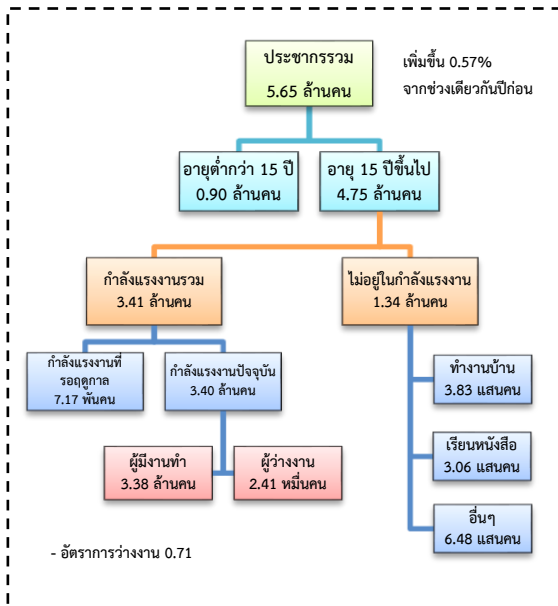 ประชากรรวม
5.65 ล้านคน
เพิ่มขึ้น 0.57%
จากช่วงเดียวกันปีก่อน
อายุต่ำกว่า 15 ปี
0.90 ล้านคน
อายุ 15 ปีขึ้นไป
4.75 ล้านคน
กำลังแรงงานรวม
3.41 ล้านคน
ไม่อยู่ในกำลังแรงงาน
1.34 ล้านคน
กำลังแรงงานที่
รอฤดูกาล
7.17 พันคน
กำลังแรงงานปัจจุบัน
3.40 ล้านคน
ทำงานบ้าน
3.83 แสนคน
ผู้มีงานทำ
3.38 ล้านคน
ผู้ว่างงาน
2.41 หมื่นคน
เรียนหนังสือ
3.06 แสนคน
อื่นๆ
6.48 แสนคน
- อัตราการว่างงาน 0.71